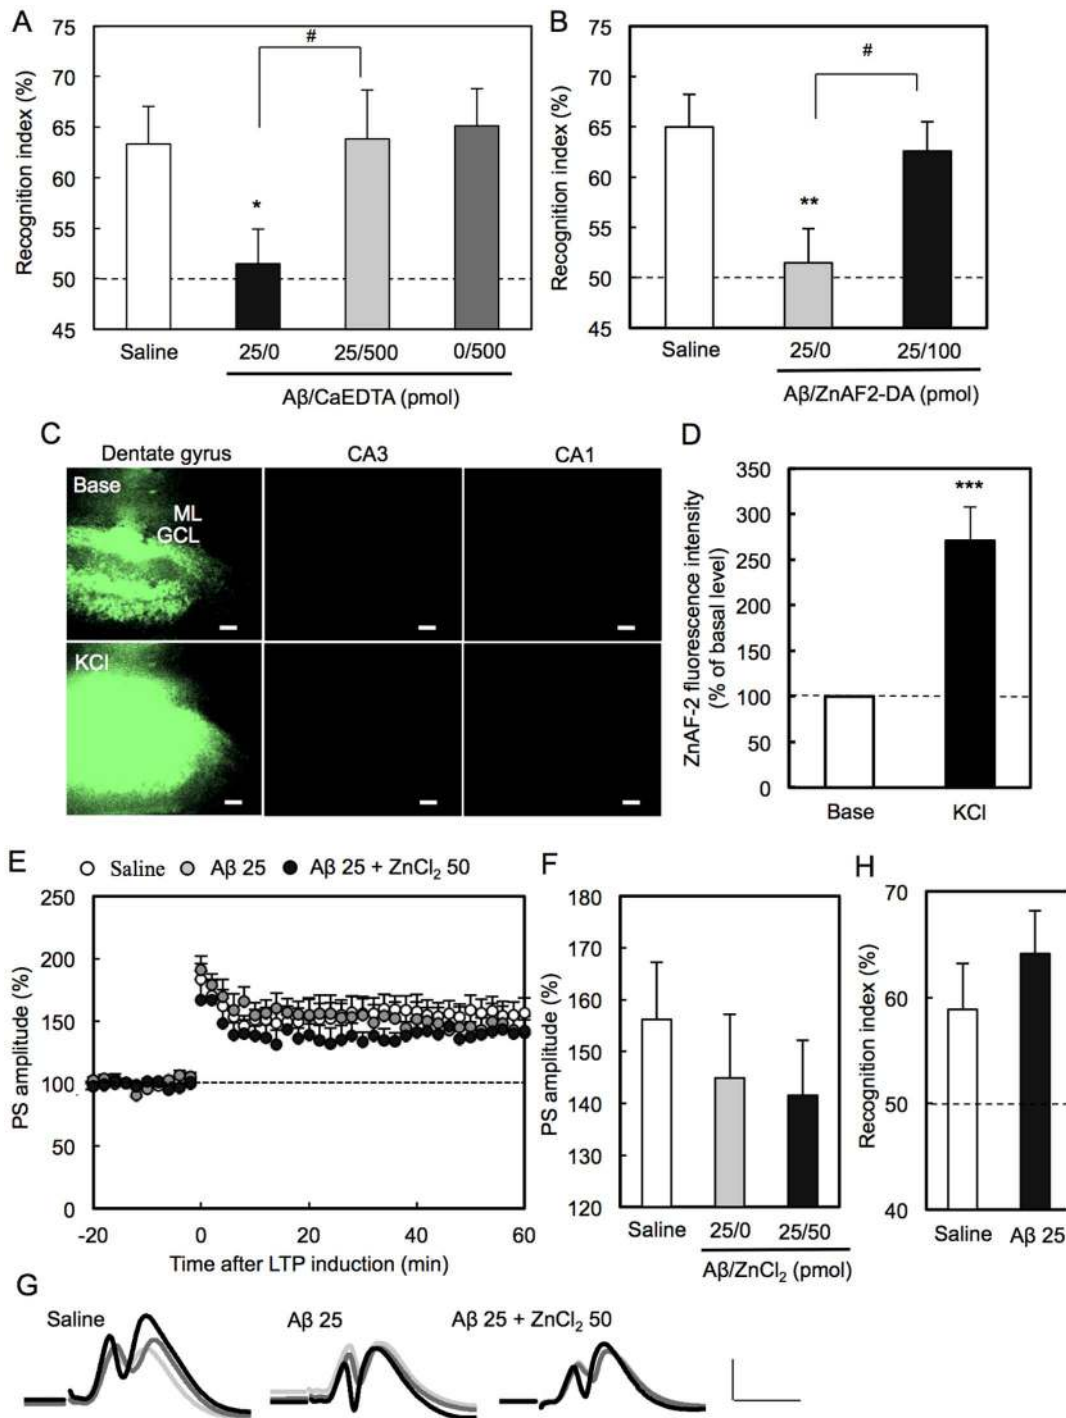 A
Recognition index (%)
75
70
65
60
55
50
45
#
*
Saline
25/0
25/500
0/500
Aβ/CaEDTA (pmol)
B
Recognition index (%)
75
70
65
60
55
50
45
#
**
Saline
25/0
25/100
Aβ/ZnAF2-DA (pmol)
C
Dentate gyrus
CA3
CA1
Base
ML
GCL
KCl
D
ZnAF-2 fluorescence intensity
(% of basal level)
350
300
250
200
150
100
50
0
***
Base
KCl
E
Saline
Aβ 25
Aβ 25 + ZnCl₂ 50
PS amplitude (%)
250
200
150
100
50
0
-20
0
20
40
60
Time after LTP induction (min)
F
PS amplitude (%)
180
170
160
150
140
130
120
Saline
25/0
25/50
Aβ/ZnCl₂ (pmol)
H
Recognition index (%)
70
60
50
40
Saline
Aβ 25
G
Saline
Aβ 25
Aβ 25 + ZnCl₂ 50